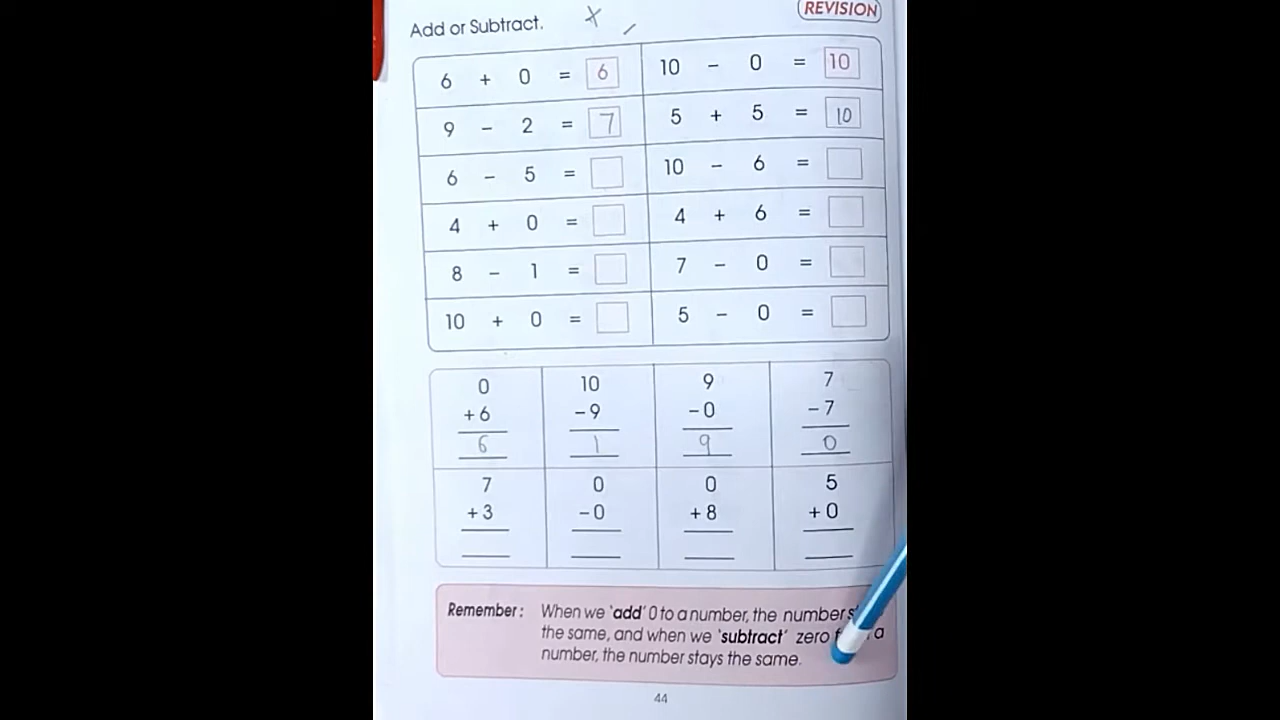 REVISION
Add or Subtract. ×
6 + 0 = 6
10 − 0 = 10
9 − 2 = 7
5 + 5 = 10
6 − 5 =
10 − 6 =
4 + 0 =
4 + 6 =
8 − 1 =
7 − 0 =
10 + 0 =
5 − 0 =
0 10 9 7
+6 −9 −0 −7
6 1 9 0
7 0 0 5
+3 −0 +8 +0
Remember: When we 'add' 0 to a number, the number
the same, and when we 'subtract' zero a
number, the number stays the same.
44